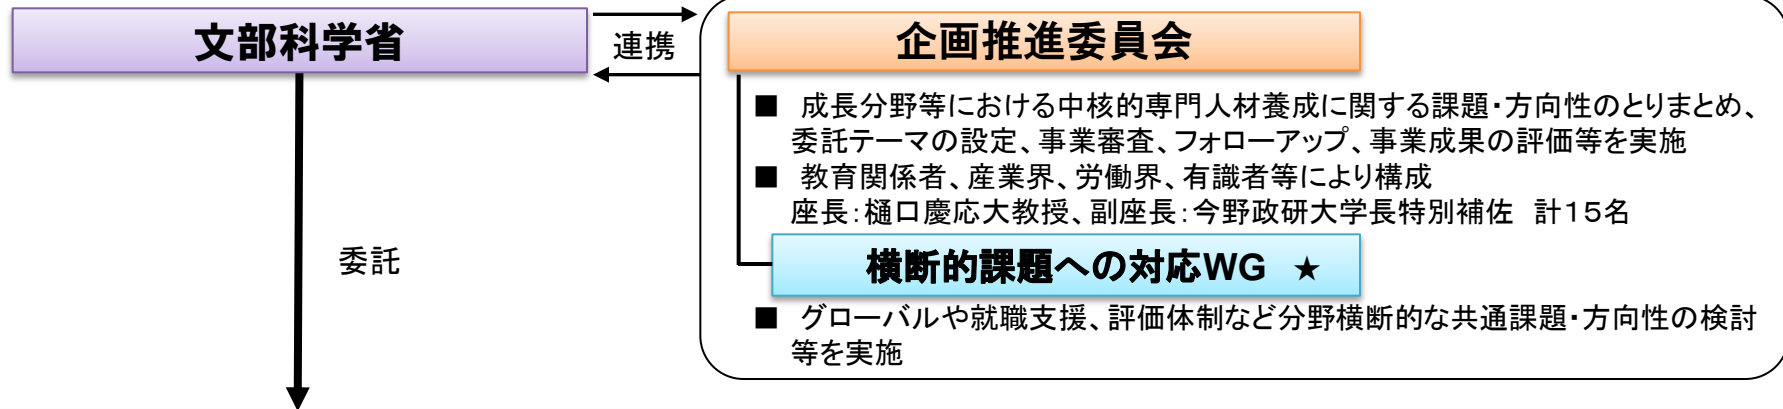 文部科学省
連携
企画推進委員会
■ 成長分野等における中核的専門人材養成に関する課題・方向性のとりまとめ、
委託テーマの設定、事業審査、フォローアップ、事業成果の評価等を実施
■ 教育関係者、産業界、労働界、有識者等により構成
座長：樋口慶応大教授、副座長：今野政研大学長特別補佐 計１５名
委託
横断的課題への対応WG ★
■ グローバルや就職支援、評価体制など分野横断的な共通課題・方向性の検討
等を実施